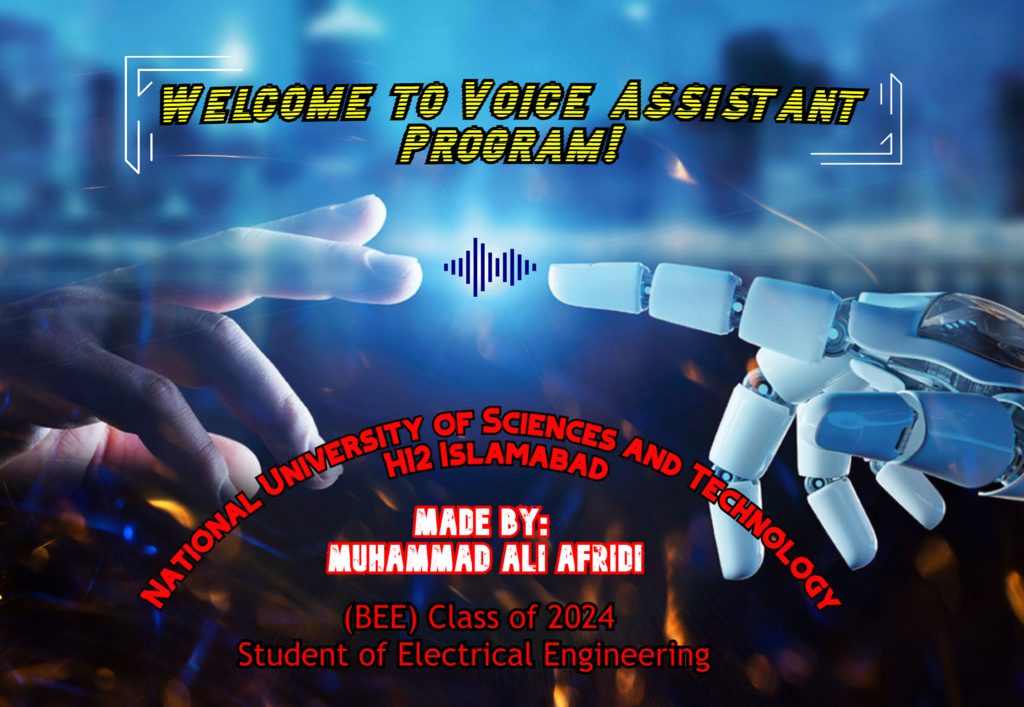 Welcome to Voice Assistant
Program!
National University of Sciences and Technology
H12 Islamabad
MADE BY:
MUHAMMAD ALI AFRIDI
(BEE) Class of 2024
Student of Electrical Engineering